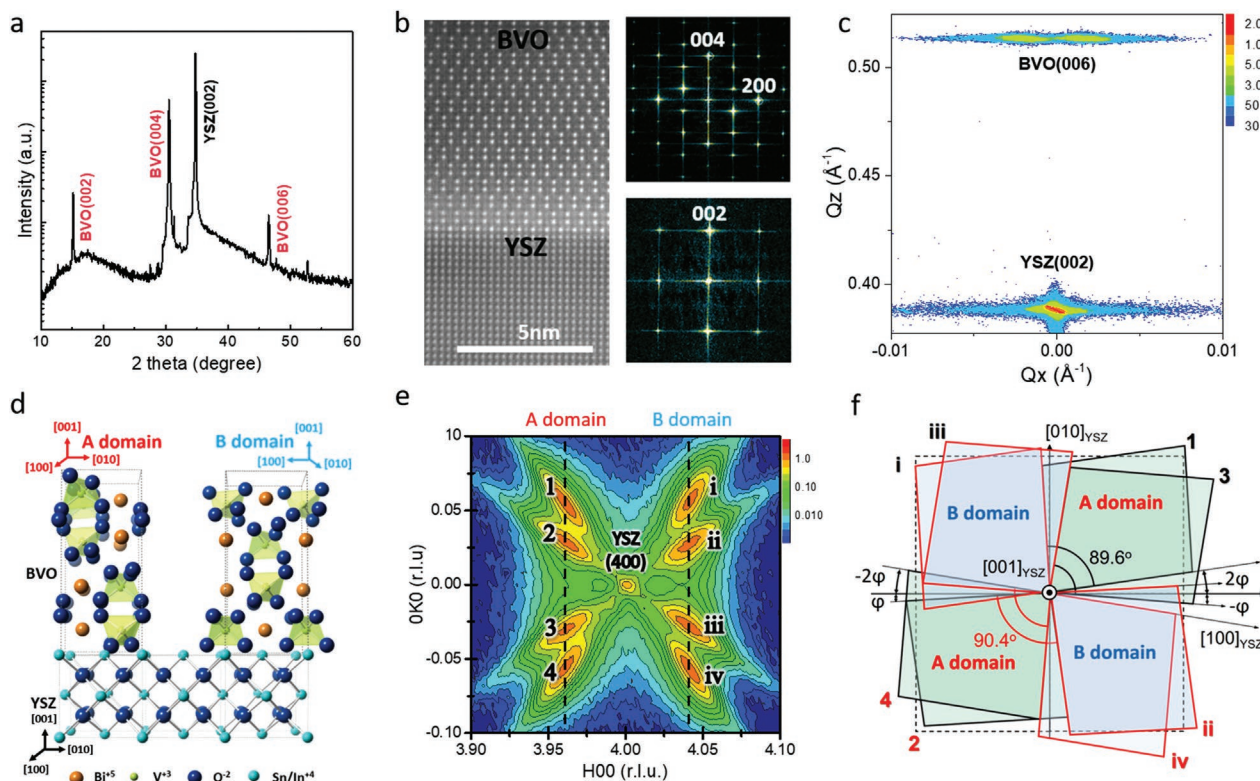 a
Intensity (a.u.)
BVO(002)
BVO(004)
YSZ(002)
BVO(006)
10 20 30 40 50 60
2 theta (degree)
b
BVO
YSZ
5nm
004
200
002
c
Qz (Å⁻¹)
0.50
0.45
0.40
BVO(006)
YSZ(002)
-0.01 0.00 0.01
Qx (Å⁻¹)
2.0
1.0
5.0
3.0
50
30
d
[001] A domain
[100] [010]
B domain [001]
[100] [010]
BVO
YSZ
[001]
[010]
[100]
Bi⁺⁵ V⁺³ O⁻² Sn/In⁺⁴
e
A domain B domain
0K0 (r.l.u)
0.10
0.05
0.00
-0.05
-0.10
1
2
3
4
YSZ
(400)
i
ii
iii
iv
3.90 3.95 4.00 4.05 4.10
H00 (r.l.u.)
1.0
0.100
0.010
f
iii
i
[010]YSZ
1
3
B domain
A domain
[001]YSZ
89.6°
-2φ
φ
2φ
-φ
[100]YSZ
90.4°
A domain
B domain
4
2
ii
iv